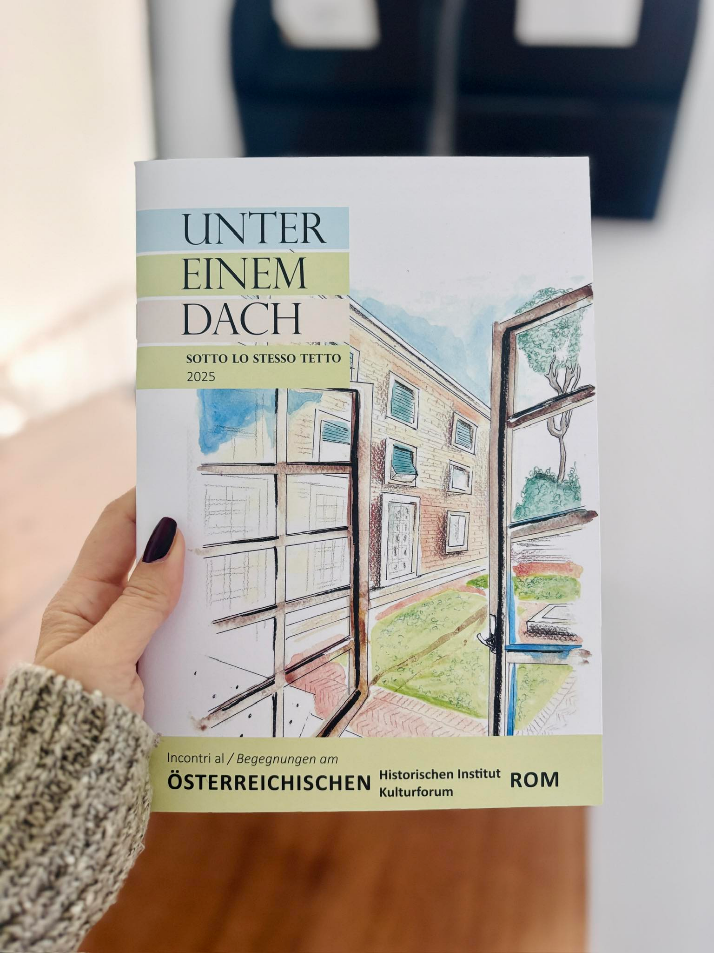 UNTER
EINEM
DACH
SOTTO LO STESSO TETTO
2025
Incontri al / Begegnungen am
ÖSTERREICHISCHEN Historischen Institut ROM
Kulturforum